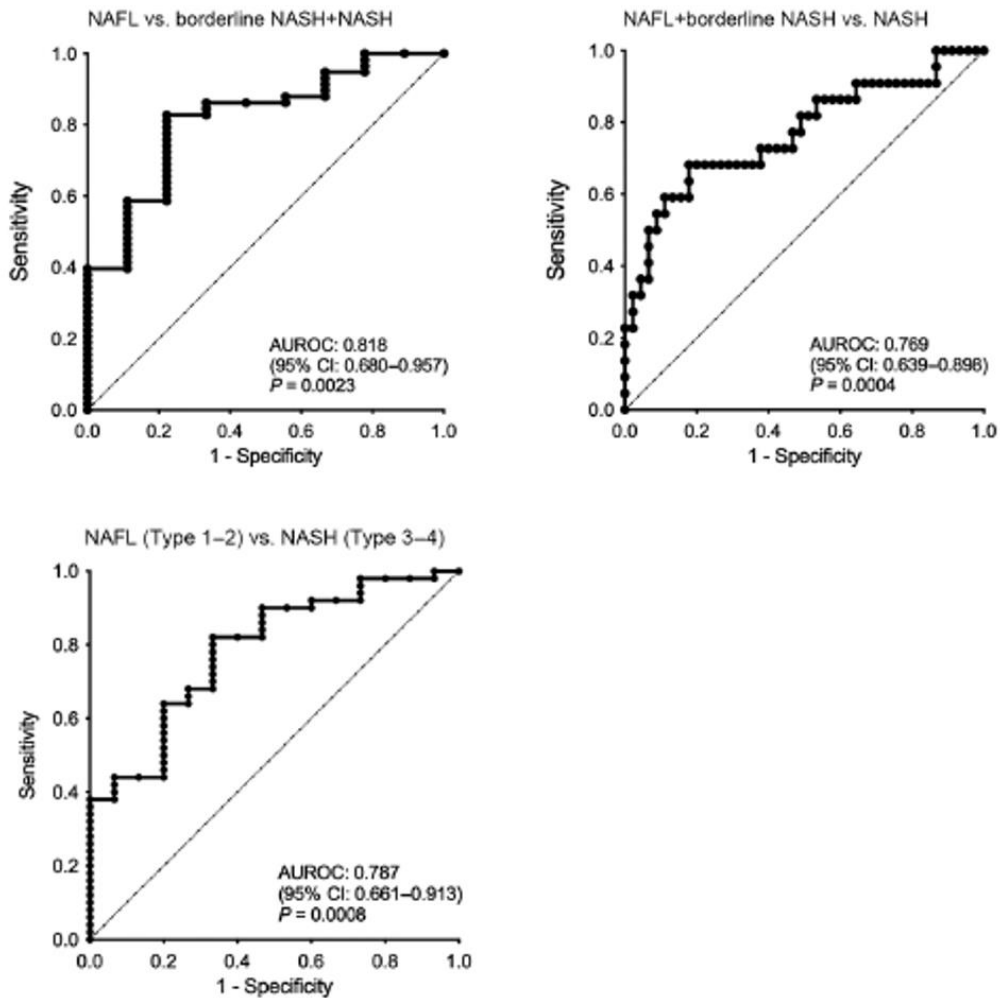 NAFL vs. borderline NASH+NASH
1.0
0.8
0.6
0.4
0.2
0.0
Sensitivity
AUROC: 0.818
(95% CI: 0.680–0.957)
P = 0.0023
0.0 0.2 0.4 0.6 0.8 1.0
1 - Specificity
NAFL+borderline NASH vs. NASH
1.0
0.8
0.6
0.4
0.2
0.0
Sensitivity
AUROC: 0.769
(95% CI: 0.639–0.898)
P = 0.0004
0.0 0.2 0.4 0.6 0.8 1.0
1 - Specificity
NAFL (Type 1–2) vs. NASH (Type 3–4)
1.0
0.8
0.6
0.4
0.2
0.0
Sensitivity
AUROC: 0.787
(95% CI: 0.661–0.913)
P = 0.0008
0.0 0.2 0.4 0.6 0.8 1.0
1 - Specificity